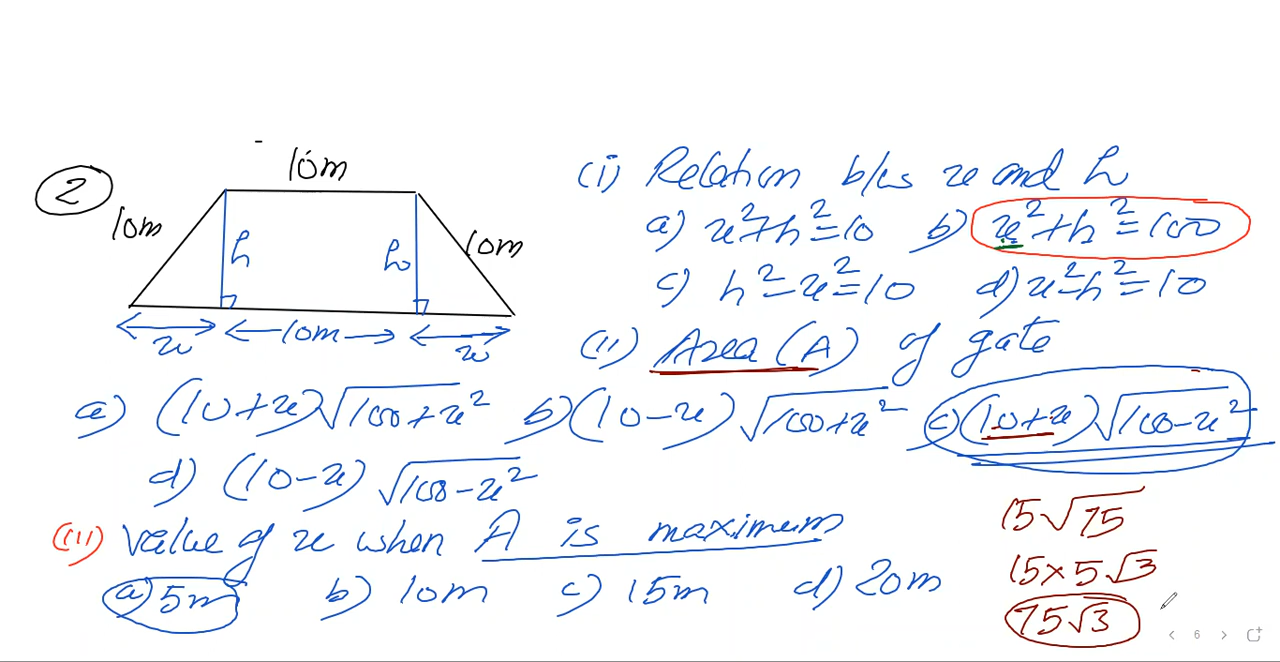 2
10m
10m
h
h
10m
x
10m
x
(i) Relation b/w x and h
a) x²+h²=10 b) x²+h²=100
c) h²-x²=10 d) x²-h²=10
(ii) Area (A) of gate
a) (10+x)√100+x² b) (10-x)√100+x² c) (10+x)√100-x²
d) (10-x)√100-x²
(iii) value of x when A is maximum
a) 5m b) 10m c) 15m d) 20m
15√75
15×5√3
75√3
< 6 >